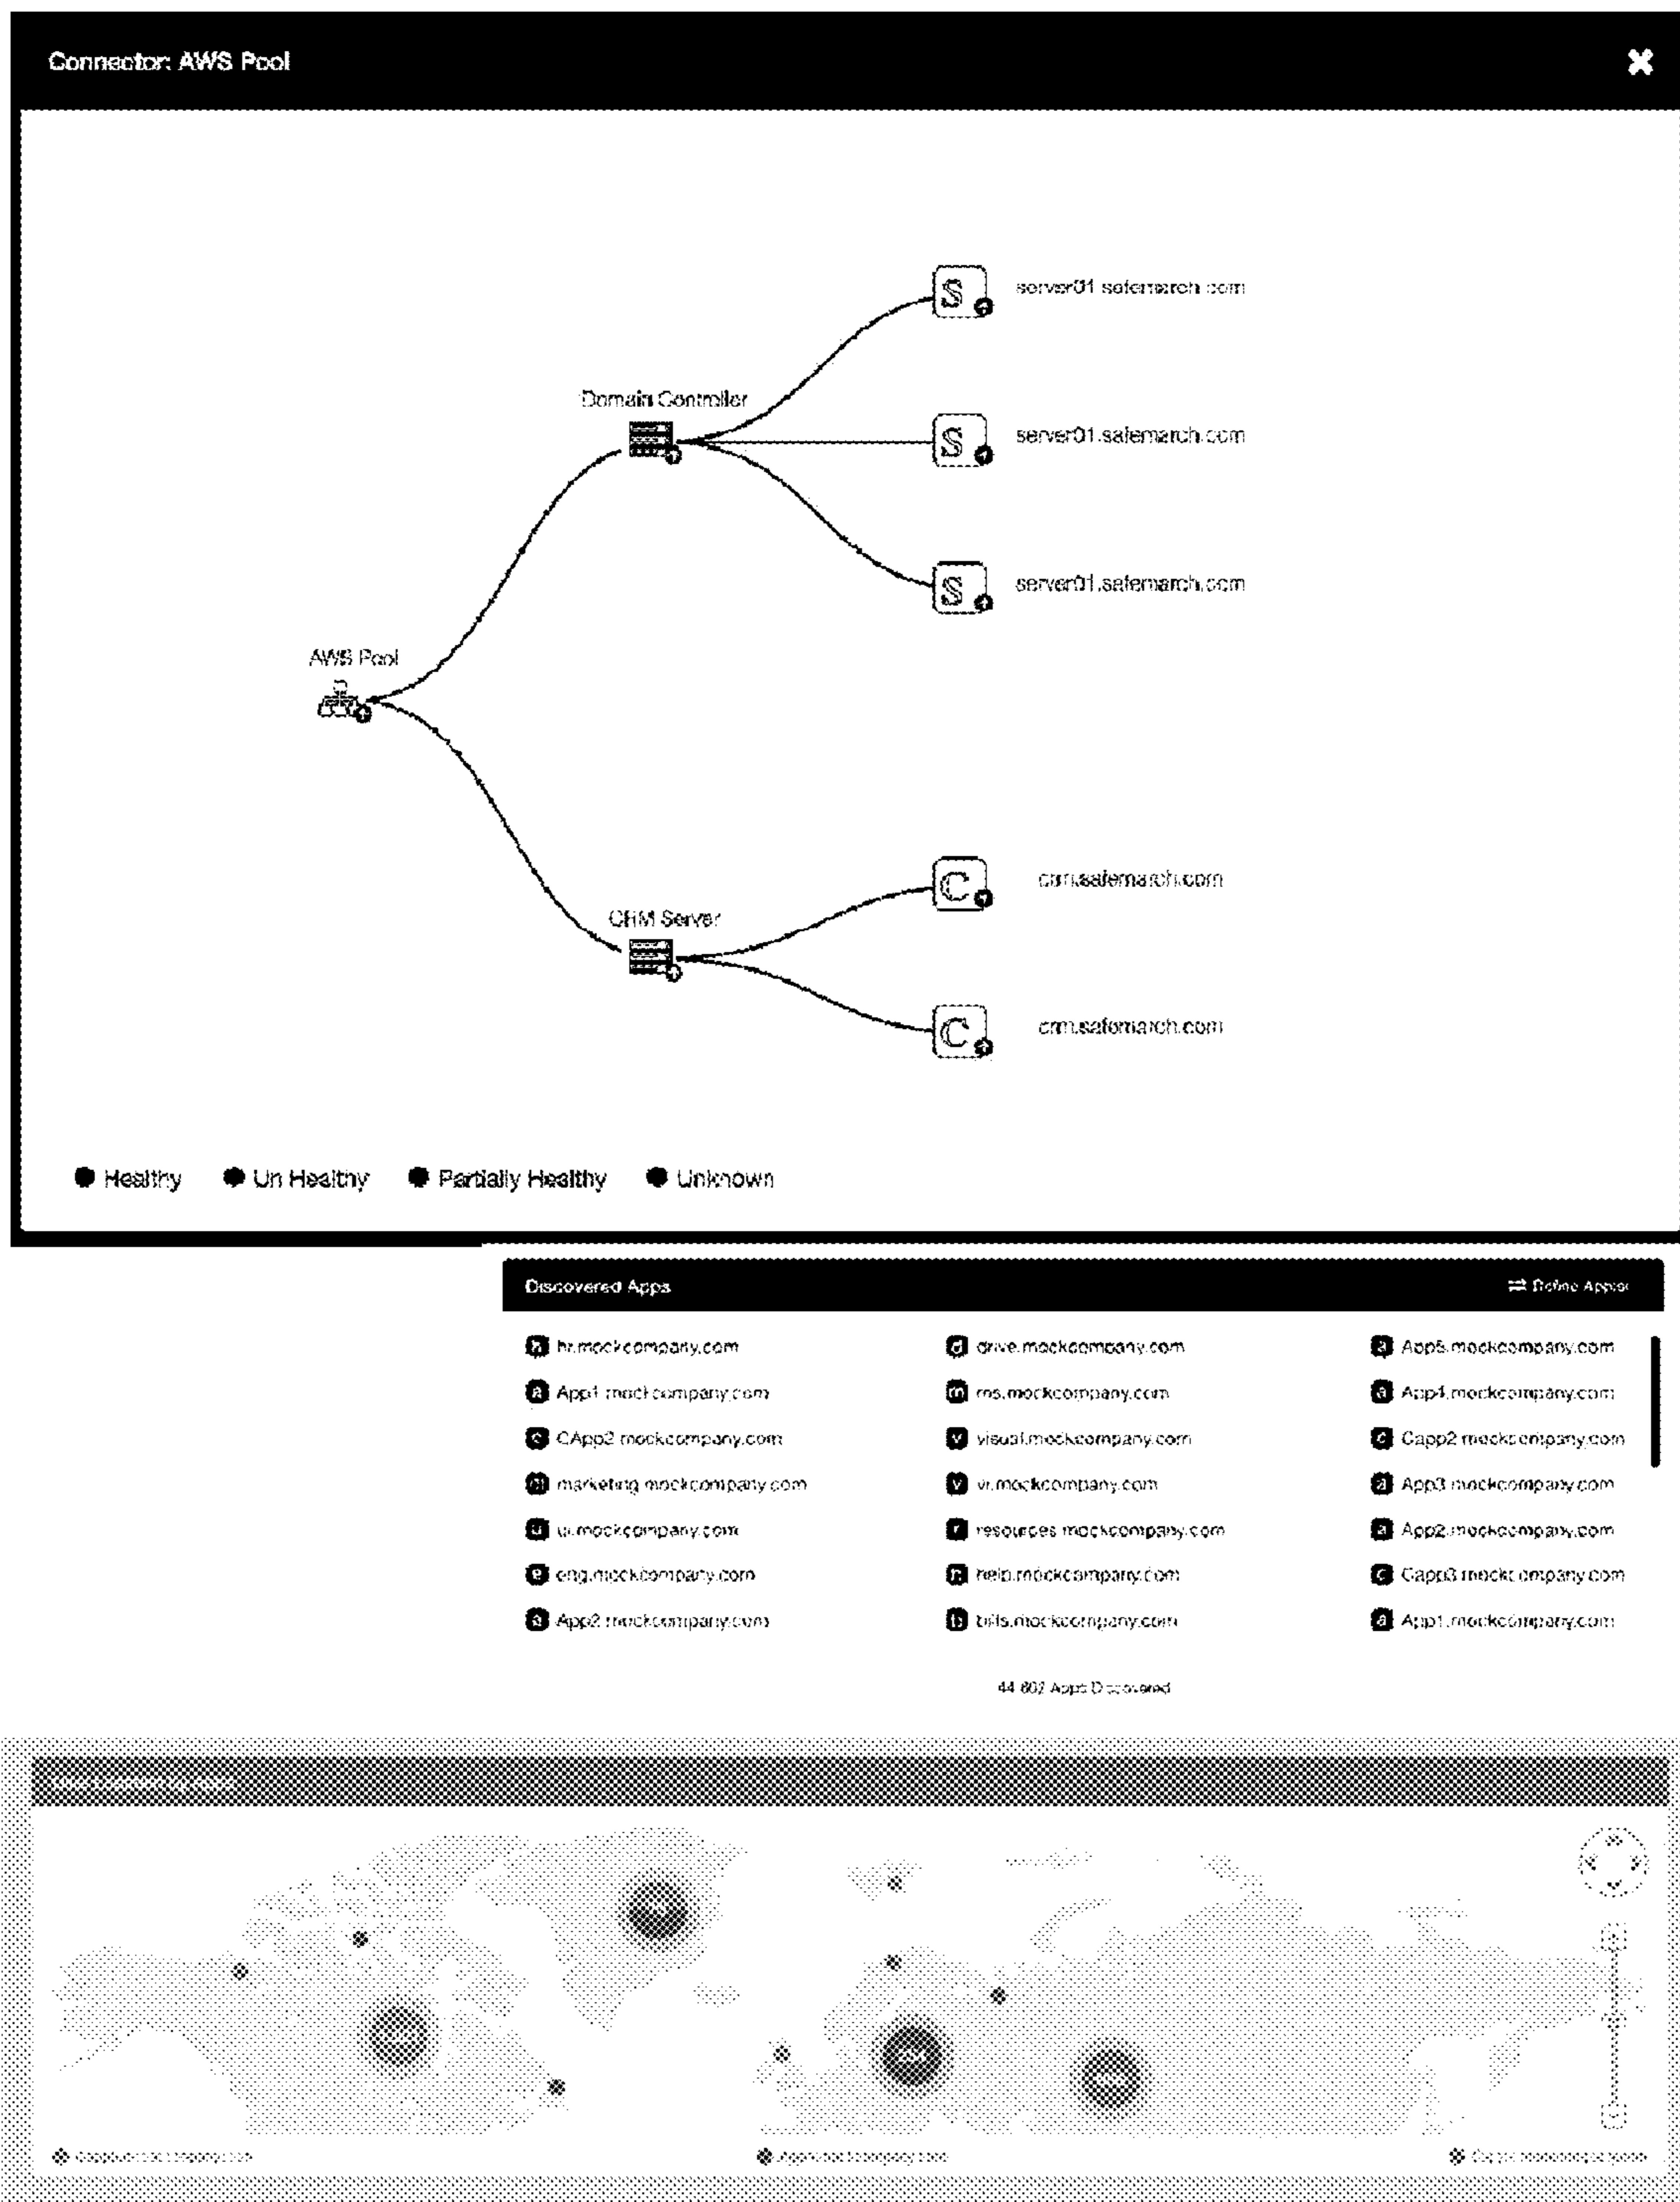 Connector: AWS Pool
server01.safemarch.com
Domain Controller
server01.safemarch.com
server01.safemarch.com
AWS Pool
crm.safemarch.com
CRM Server
crm.safemarch.com
Healthy Un Healthy Partially Healthy Unknown
Discovered Apps
hr.mockcompany.com drive.mockcompany.com App5.mockcompany.com
App1.mockcompany.com ms.mockcompany.com App4.mockcompany.com
CApp2.mockcompany.com visual.mockcompany.com Capp2.mockcompany.com
marketing.mockcompany.com vr.mockcompany.com App3.mockcompany.com
ui.mockcompany.com resources.mockcompany.com App2.mockcompany.com
eng.mockcompany.com help.mockcompany.com Capp3.mockcompany.com
App2.mockcompany.com bills.mockcompany.com App1.mockcompany.com
Apps Discovered